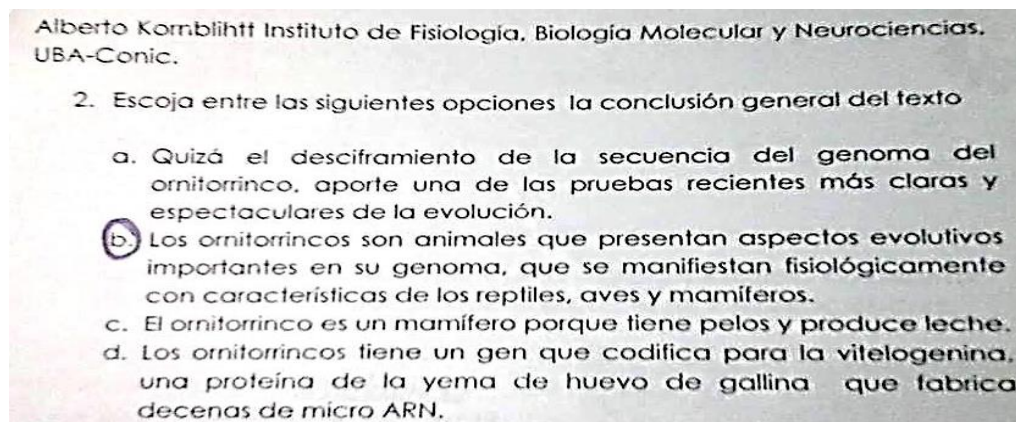 Alberto Kornblihtt Instituto de Fisiología, Biología Molecular y Neurociencias.
UBA-Conic.
2. Escoja entre las siguientes opciones la conclusión general del texto
a. Quizá el desciframiento de la secuencia del genoma del
ornitorrinco, aporte una de las pruebas recientes más claras y
espectaculares de la evolución.
b. Los ornitorrincos son animales que presentan aspectos evolutivos
importantes en su genoma, que se manifiestan fisiológicamente
con características de los reptiles, aves y mamíferos.
c. El ornitorrinco es un mamífero porque tiene pelos y produce leche.
d. Los ornitorrincos tiene un gen que codifica para la vitelogenina,
una proteína de la yema de huevo de gallina que fabrica
decenas de micro ARN.